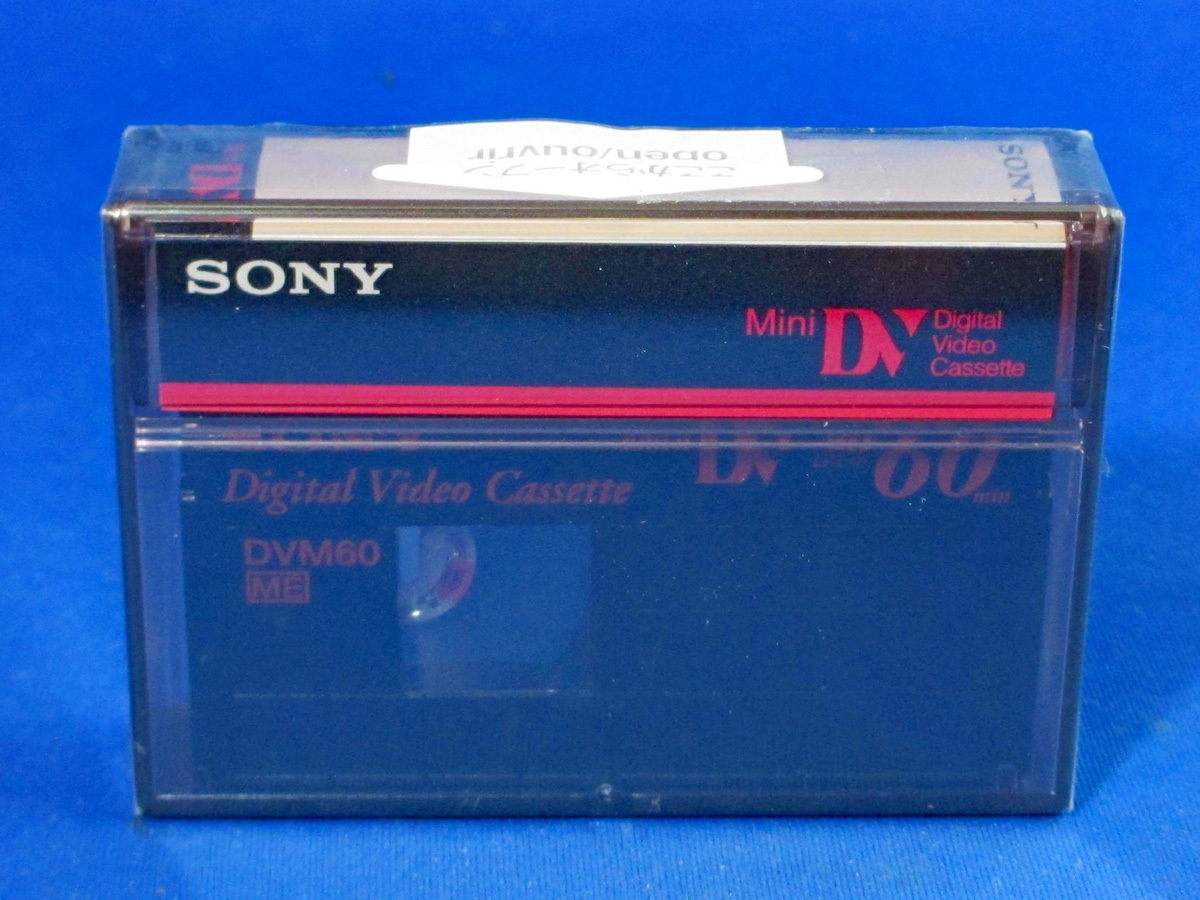 ここからオープン
open/ouvrir
SONY
SONY
Mini DV Digital
Video
Cassette
DV 60 min
Digital Video Cassette
DVM60
ME